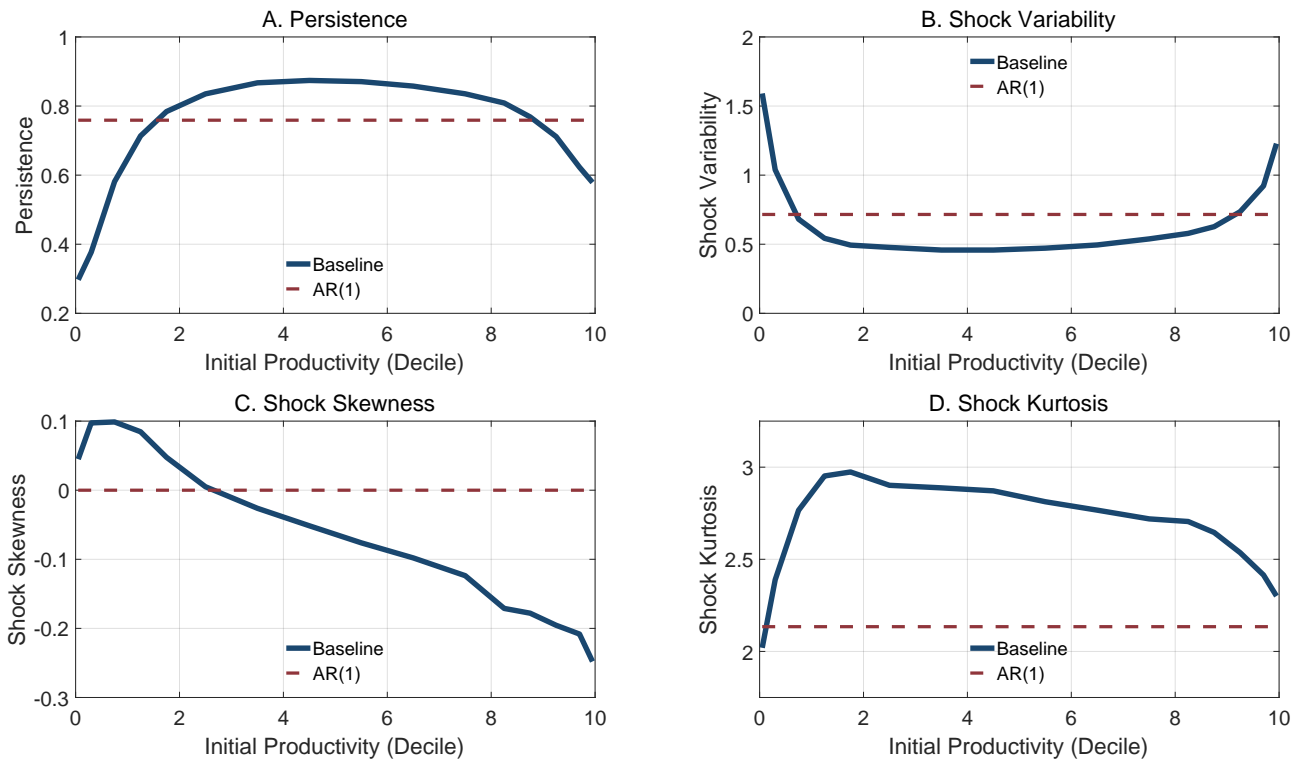 A. Persistence
1
0.8
0.6
0.4
0.2
Persistence
Baseline
AR(1)
0 2 4 6 8 10
Initial Productivity (Decile)
B. Shock Variability
2
1.5
1
0.5
0
Shock Variability
Baseline
AR(1)
0 2 4 6 8 10
Initial Productivity (Decile)
C. Shock Skewness
0.1
0
-0.1
-0.2
-0.3
Shock Skewness
Baseline
AR(1)
0 2 4 6 8 10
Initial Productivity (Decile)
D. Shock Kurtosis
3
2.5
2
Shock Kurtosis
Baseline
AR(1)
0 2 4 6 8 10
Initial Productivity (Decile)